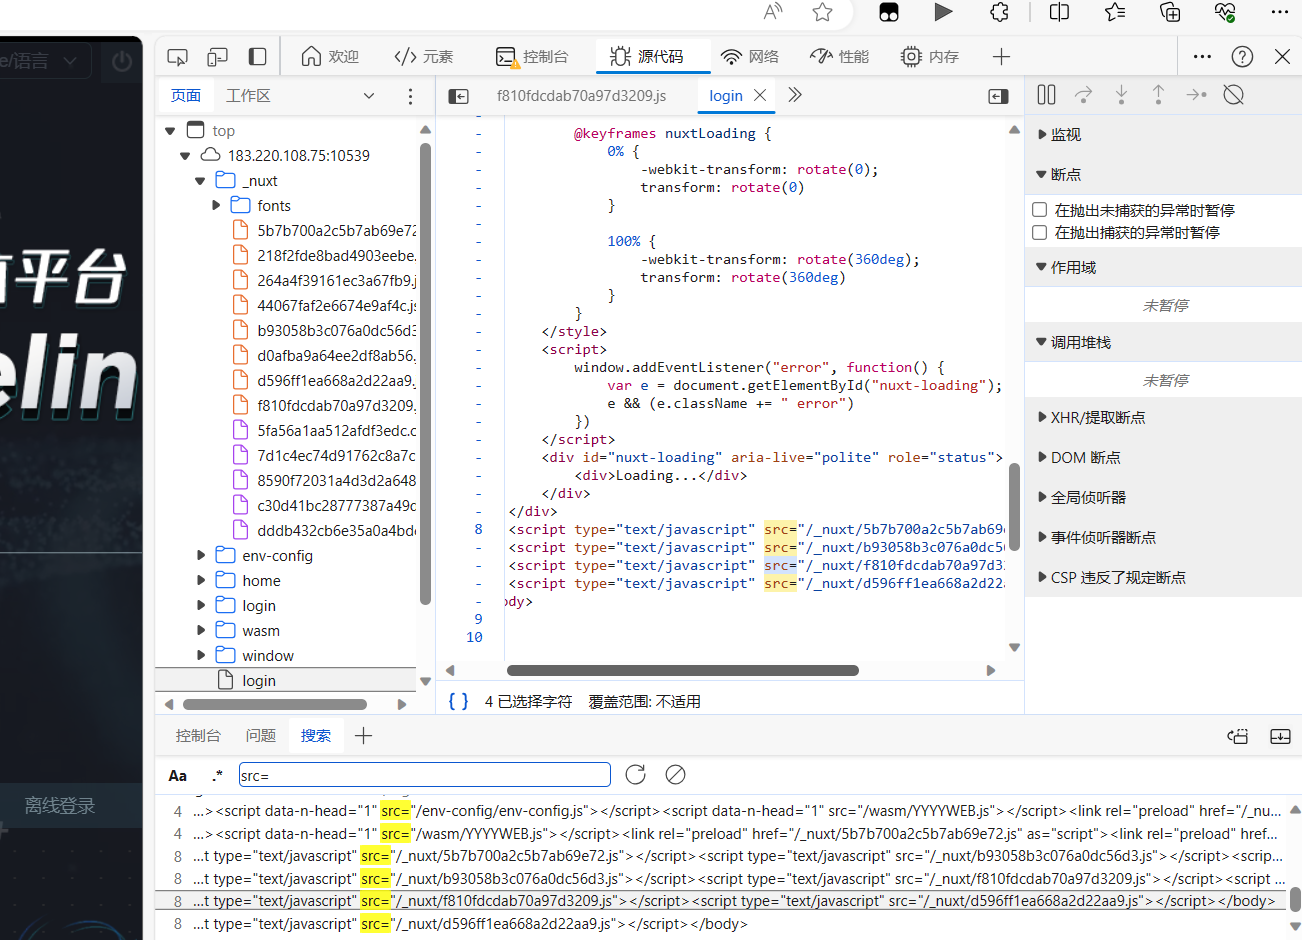 e/语言
平台
elin
离线登录
欢迎
元素
控制台
源代码
网络
性能
内存
页面
工作区
f810fdcdab70a97d3209.js
login
top
183.220.108.75:10539
_nuxt
fonts
5b7b700a2c5b7ab69e72
218f2fde8bad4903eebe.
264a4f39161ec3a67fb9.j
44067faf2e6674e9af4c.js
b93058b3c076a0dc56d3
d0afba9a64ee2df8ab56.
d596ff1ea668a2d22aa9.
f810fdcdab70a97d3209.
5fa56a1aa512afdf3edc.c
7d1c4ec74d91762c8a7c
8590f72031a4d3d2a648
c30d41bc28777387a49c
dddb432cb6e35a0a4bd
env-config
home
login
wasm
window
login
@keyframes nuxtLoading {
0% {
-webkit-transform: rotate(0);
transform: rotate(0)
}
100% {
-webkit-transform: rotate(360deg);
transform: rotate(360deg)
}
}
</style>
<script>
window.addEventListener("error", function() {
var e = document.getElementById("nuxt-loading");
e && (e.className += " error")
})
</script>
<div id="nuxt-loading" aria-live="polite" role="status">
<div>Loading...</div>
</div>
</div>
8 <script type="text/javascript" src="/_nuxt/5b7b700a2c5b7ab69e
- <script type="text/javascript" src="/_nuxt/b93058b3c076a0dc56
- <script type="text/javascript" src="/_nuxt/f810fdcdab70a97d3
- <script type="text/javascript" src="/_nuxt/d596ff1ea668a2d22a
- ody>
9
10
{ } 4 已选择字符 覆盖范围: 不适用
监视
断点
在抛出未捕获的异常时暂停
在抛出捕获的异常时暂停
作用域
未暂停
调用堆栈
未暂停
XHR/提取断点
DOM 断点
全局侦听器
事件侦听器断点
CSP 违反了规定断点
控制台
问题
搜索
Aa .* src=
4 ...><script data-n-head="1" src="/env-config/env-config.js"></script><script data-n-head="1" src="/wasm/YYYYWEB.js"></script><link rel="preload" href="/_nu...
4 ...><script data-n-head="1" src="/wasm/YYYYWEB.js"></script><link rel="preload" href="/_nuxt/5b7b700a2c5b7ab69e72.js" as="script"><link rel="preload" href...
8 ...t type="text/javascript" src="/_nuxt/5b7b700a2c5b7ab69e72.js"></script><script type="text/javascript" src="/_nuxt/b93058b3c076a0dc56d3.js"></script><scrip...
8 ...t type="text/javascript" src="/_nuxt/b93058b3c076a0dc56d3.js"></script><script type="text/javascript" src="/_nuxt/f810fdcdab70a97d3209.js"></script><script ...
8 ...t type="text/javascript" src="/_nuxt/f810fdcdab70a97d3209.js"></script><script type="text/javascript" src="/_nuxt/d596ff1ea668a2d22aa9.js"></script></body>
8 ...t type="text/javascript" src="/_nuxt/d596ff1ea668a2d22aa9.js"></script></body>